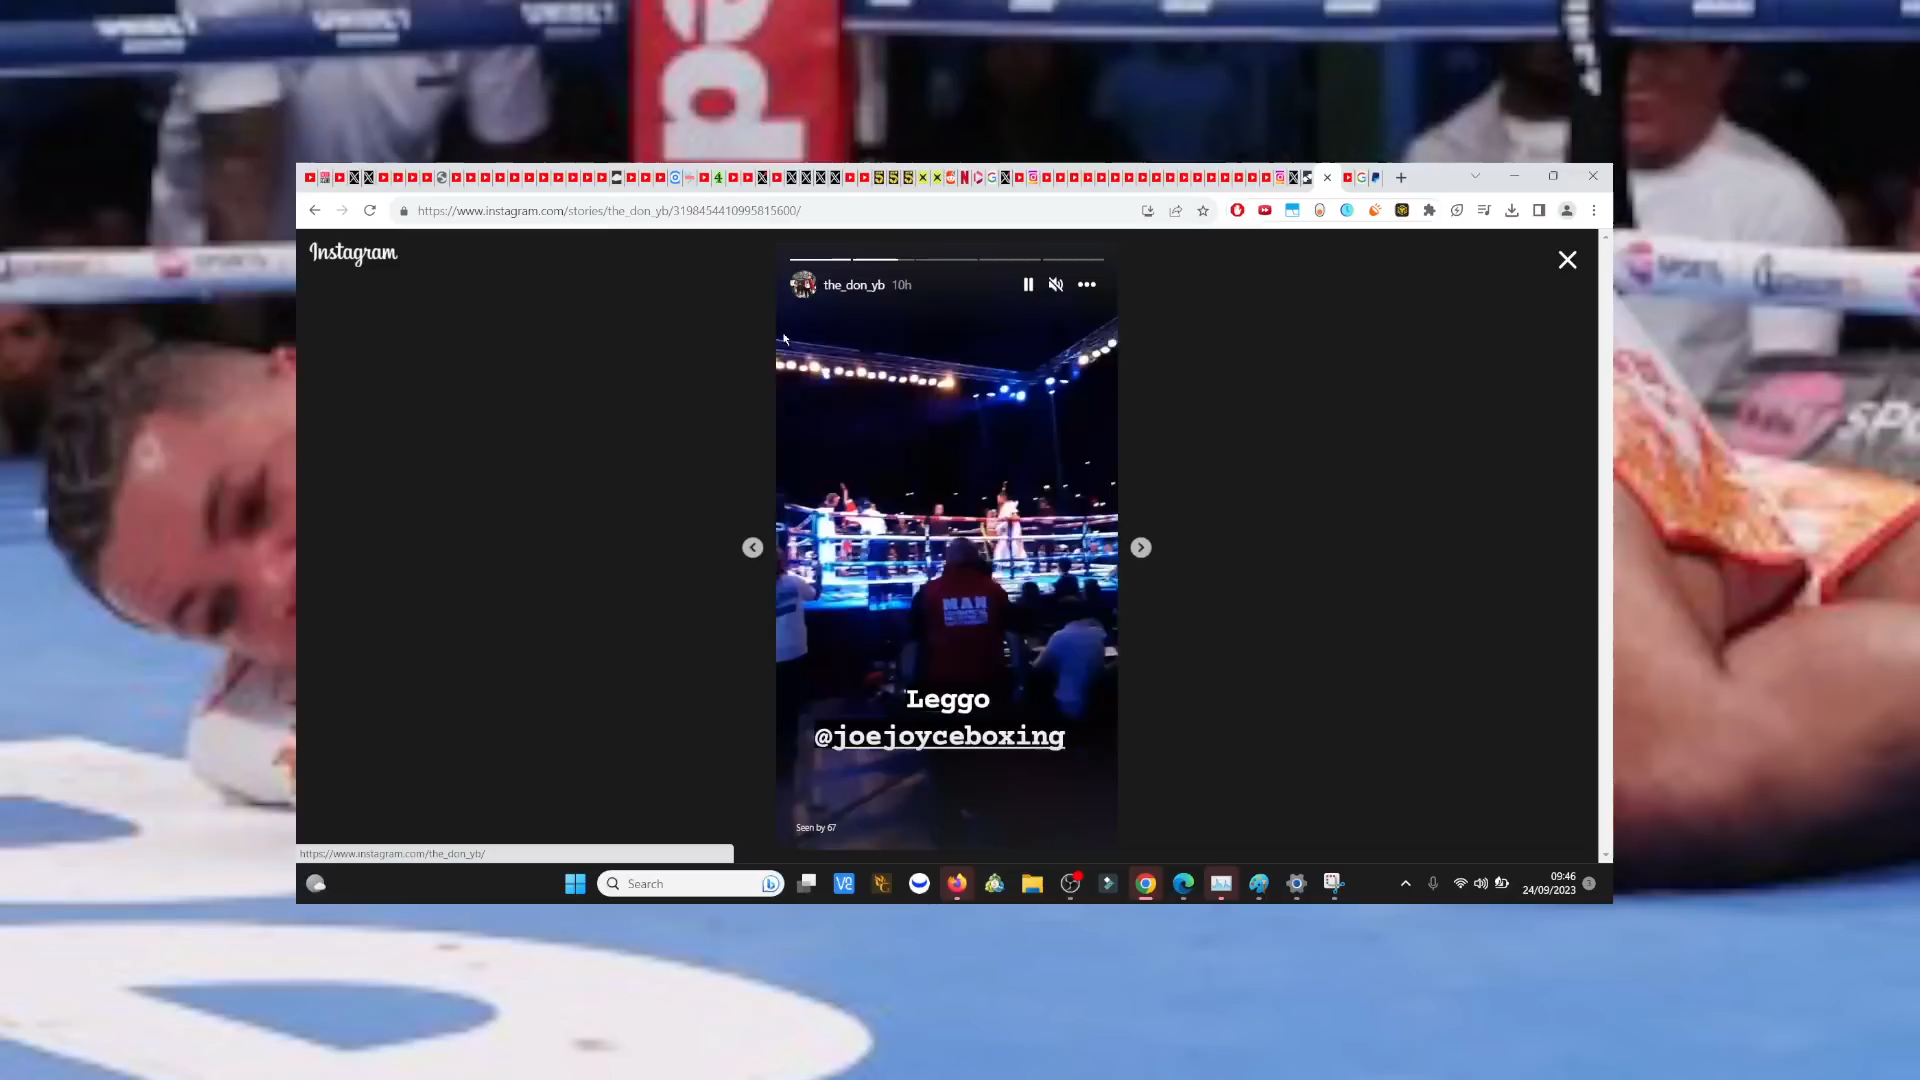 https://www.instagram.com/stories/the_don_yb/3198454410995815600/
Instagram
the_don_yb 10h
MAN
Leggo
@joejoyceboxing
Seen by 67
https://www.instagram.com/the_don_yb/
Search
09:46
24/09/2023